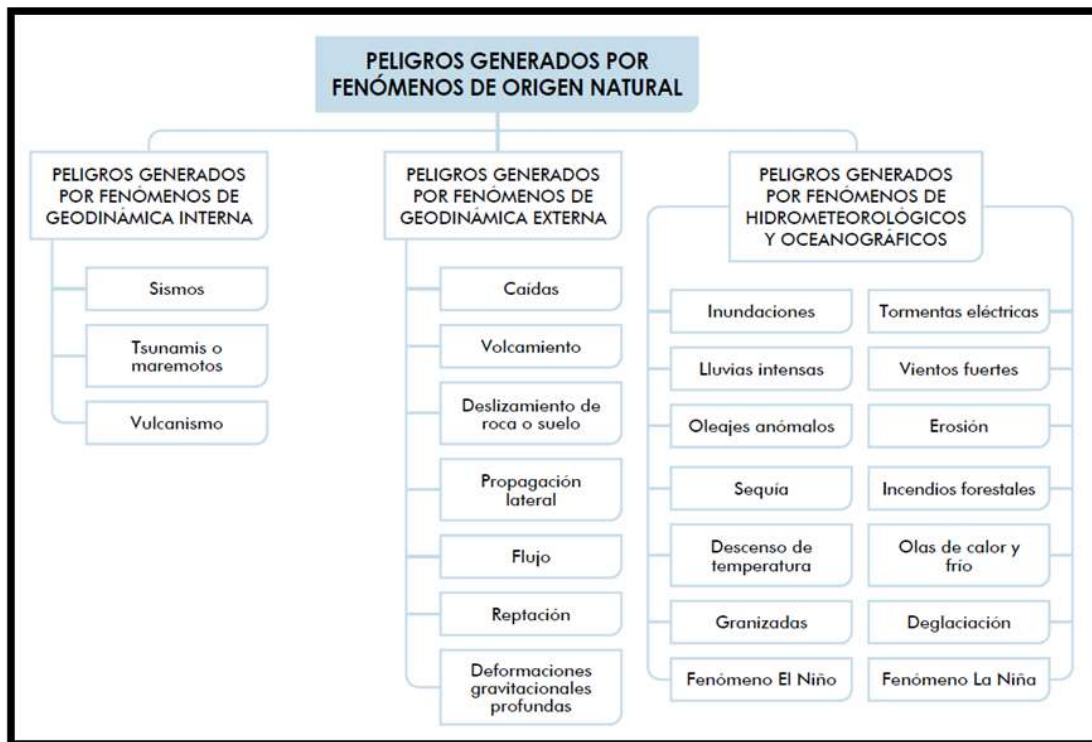 PELIGROS GENERADOS POR
FENÓMENOS DE ORIGEN NATURAL
PELIGROS GENERADOS
POR FENÓMENOS DE
GEODINÁMICA INTERNA
Sismos
Tsunamis o
maremotos
Vulcanismo
PELIGROS GENERADOS
POR FENÓMENOS DE
GEODINÁMICA EXTERNA
Caídas
Volcamiento
Deslizamiento de
roca o suelo
Propagación
lateral
Flujo
Reptación
Deformaciones
gravitacionales
profundas
PELIGROS GENERADOS
POR FENÓMENOS DE
HIDROMETEOROLÓGICOS
Y OCEANOGRÁFICOS
Inundaciones
Lluvias intensas
Oleajes anómalos
Sequía
Descenso de
temperatura
Granizadas
Fenómeno El Niño
Tormentas eléctricas
Vientos fuertes
Erosión
Incendios forestales
Olas de calor y
frío
Deglaciación
Fenómeno La Niña